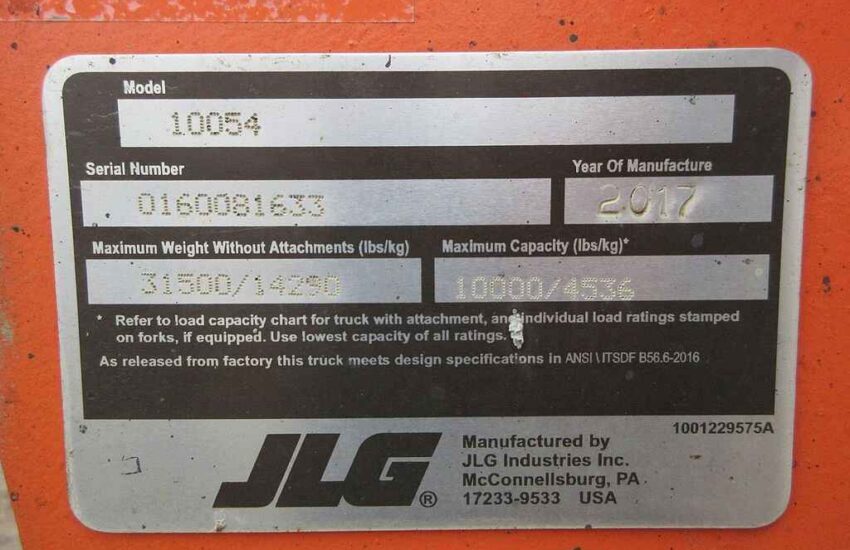 Model
10054
Serial Number
0160081633
Year Of Manufacture
2017
Maximum Weight Without Attachments (lbs/kg)
31500/14290
Maximum Capacity (lbs/kg)*
10000/4536
* Refer to load capacity chart for truck with attachment, and individual load ratings stamped
on forks, if equipped. Use lowest capacity of all ratings.
As released from factory this truck meets design specifications in ANSI \ ITSDF B56.6-2016
1001229575A
JLG®
Manufactured by
JLG Industries Inc.
McConnellsburg, PA
17233-9533 USA